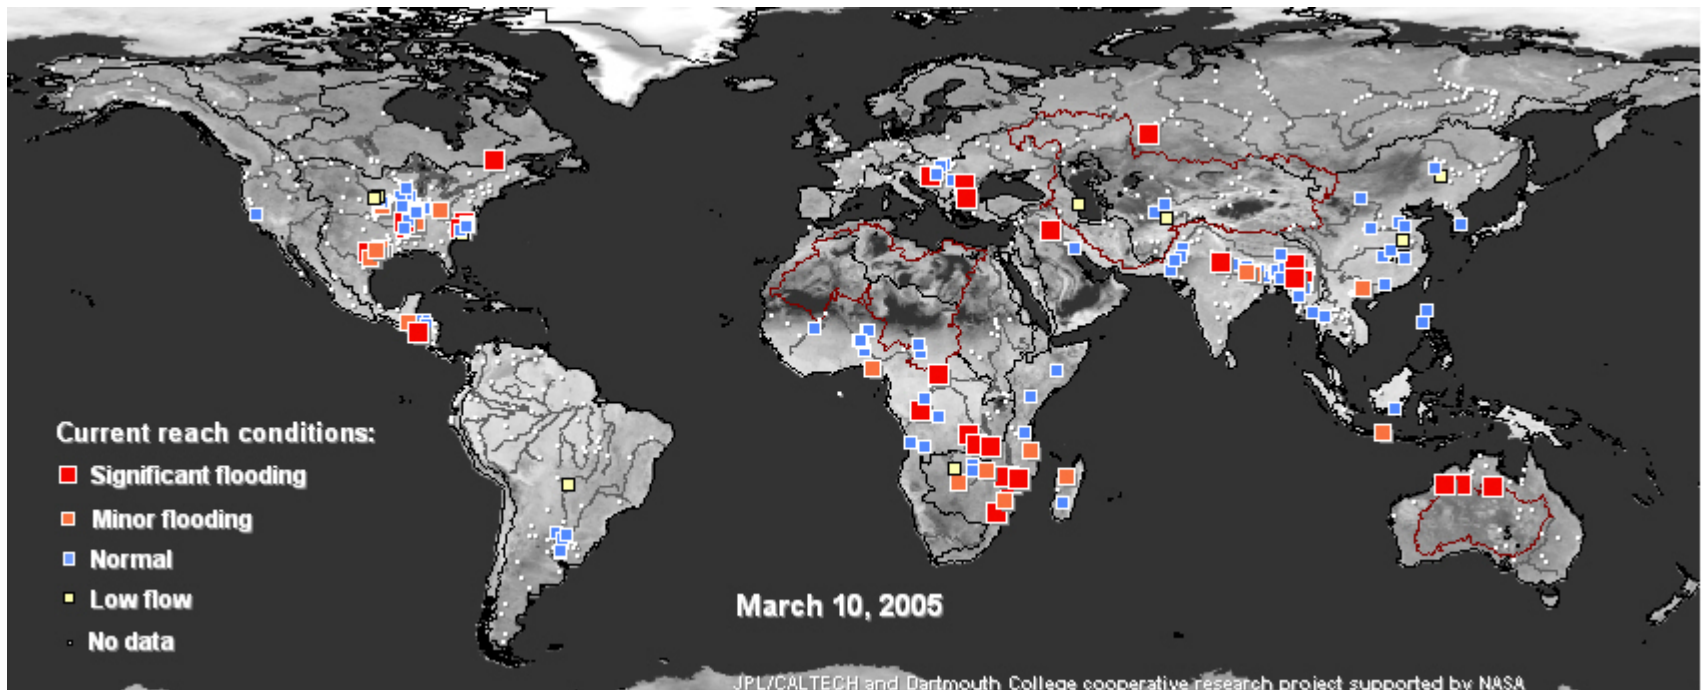 Current reach conditions:
Significant flooding
Minor flooding
Normal
Low flow
No data
March 10, 2005
JPL/CALTECH and Dartmouth College cooperative research project supported by NASA